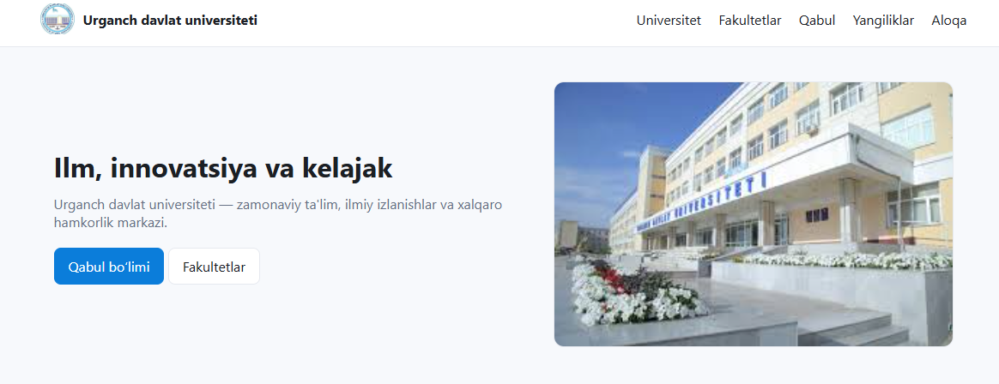 Urganch davlat universiteti
Universitet Fakultetlar Qabul Yangiliklar Aloqa
Ilm, innovatsiya va kelajak
Urganch davlat universiteti — zamonaviy ta'lim, ilmiy izlanishlar va xalqaro
hamkorlik markazi.
Qabul bo‘limi Fakultetlar
DAVLAT UNIVERSITETI